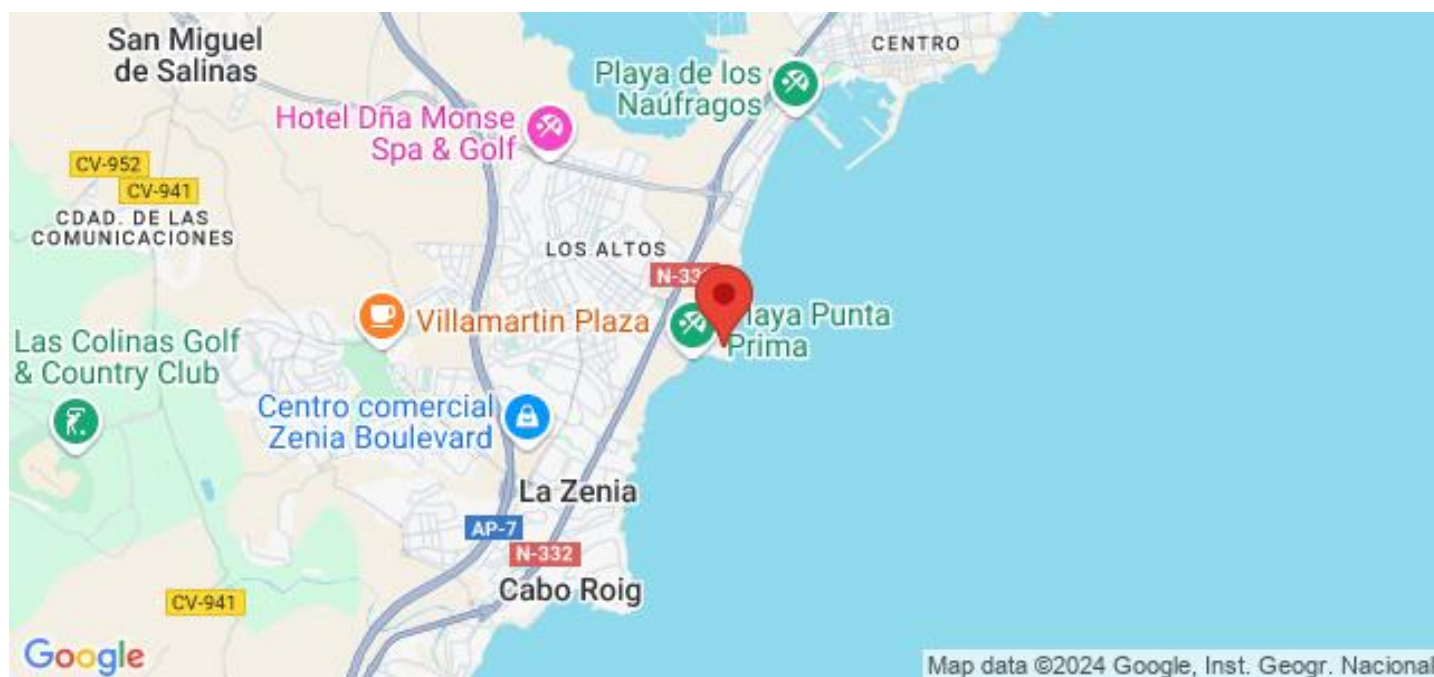 San Miguel
de Salinas
CENTRO
Playa de los
Naúfragos
Hotel Dña Monse
Spa & Golf
CV-952
CV-941
CDAD. DE LAS
COMUNICACIONES
LOS ALTOS
Villamartin Plaza
Punta
Prima
Las Colinas Golf
& Country Club
Centro comercial
Zenia Boulevard
La Zenia
AP-7
N-332
Cabo Roig
CV-941
Google
Map data ©2024 Google, Inst. Geogr. Nacional